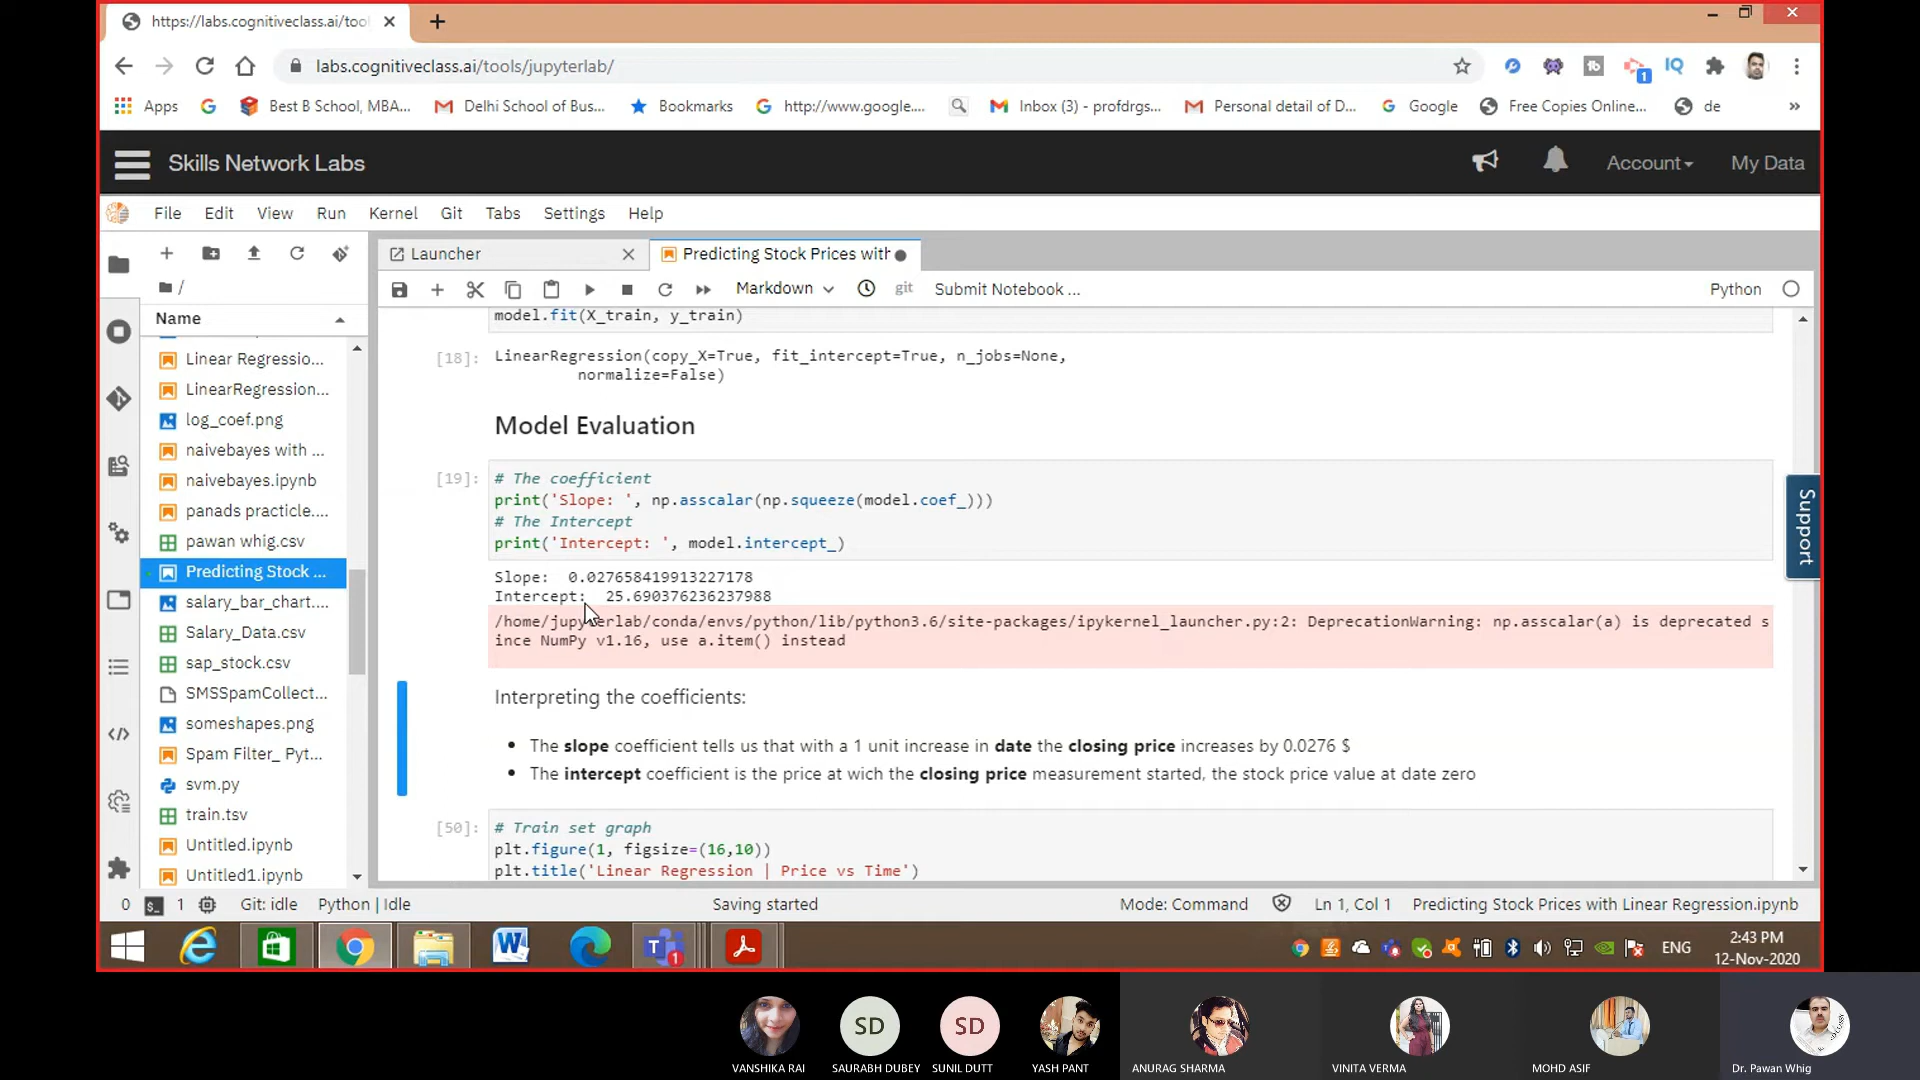 https://labs.cognitiveclass.ai/tool
labs.cognitiveclass.ai/tools/jupyterlab/
1
IQ
Apps
Best B School, MBA...
Delhi School of Bus...
Bookmarks
http://www.google....
Inbox (3) - profdrgs...
Personal detail of D...
Google
Free Copies Online...
de
Skills Network Labs
Account
My Data
File Edit View Run Kernel Git Tabs Settings Help
Launcher
Predicting Stock Prices with
/
Markdown
git
Submit Notebook ...
Python
Name
Linear Regressio...
LinearRegression...
log_coef.png
naivebayes with ...
naivebayes.ipynb
panads practicle....
pawan whig.csv
Predicting Stock ...
salary_bar_chart....
Salary_Data.csv
sap_stock.csv
SMSSpamCollect...
someshapes.png
Spam Filter_ Pyt...
svm.py
train.tsv
Untitled.ipynb
Untitled1.ipynb
model.fit(X_train, y_train)
[18]: LinearRegression(copy_X=True, fit_intercept=True, n_jobs=None,
normalize=False)
Model Evaluation
[19]: # The coefficient
print('Slope: ', np.asscalar(np.squeeze(model.coef_)))
# The Intercept
print('Intercept: ', model.intercept_)
Slope: 0.027658419913227178
Intercept: 25.690376236237988
/home/jupyterlab/conda/envs/python/lib/python3.6/site-packages/ipykernel_launcher.py:2: DeprecationWarning: np.asscalar(a) is deprecated s
ince NumPy v1.16, use a.item() instead
Interpreting the coefficients:
The slope coefficient tells us that with a 1 unit increase in date the closing price increases by 0.0276 $
The intercept coefficient is the price at wich the closing price measurement started, the stock price value at date zero
[50]: # Train set graph
plt.figure(1, figsize=(16,10))
plt.title('Linear Regression | Price vs Time')
Support
0 1 Git: idle Python | Idle Saving started Mode: Command Ln 1, Col 1 Predicting Stock Prices with Linear Regression.ipynb
1
ENG
2:43 PM
12-Nov-2020
SD
SD
VANSHIKA RAI
SAURABH DUBEY
SUNIL DUTT
YASH PANT
ANURAG SHARMA
VINITA VERMA
MOHD ASIF
Dr. Pawan Whig